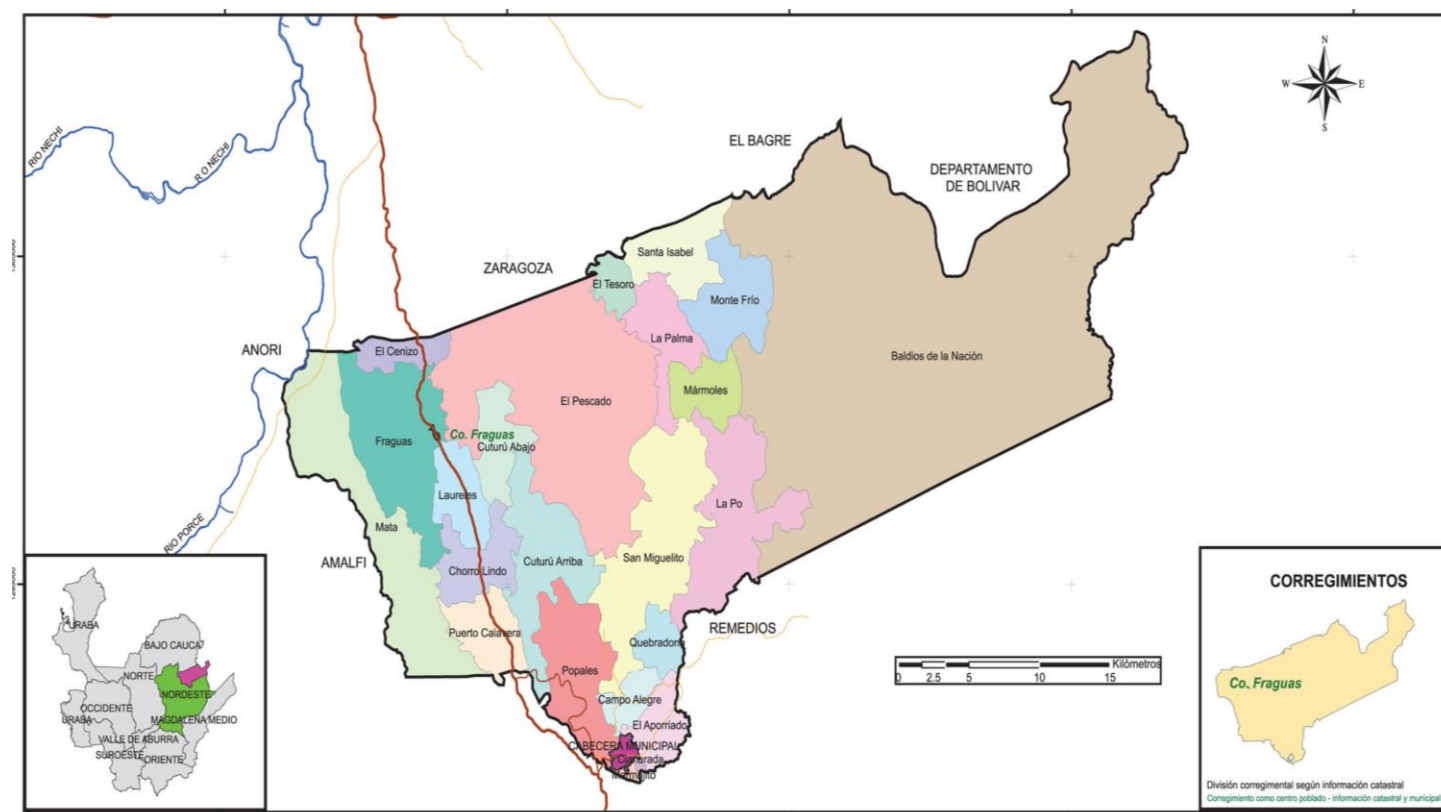 N
W E
S
RIO NECHI
R O NECHI
EL BAGRE
DEPARTAMENTO
DE BOLIVAR
ZARAGOZA
Santa Isabel
El Tesoro
Monte Frío
La Palma
ANORI
El Cenizo
Baldios de la Nación
Mármoles
El Pescado
Co. Fraguas
Fraguas
Cuturú Abajo
Laureles
La Po
Mata
RIO PORCE
AMALFI
Chorro Lindo
Cuturú Arriba
San Miguelito
Puerto Calavera
REMEDIOS
Quebradona
Popales
Campo Alegre
El Aporriado
CABECERA MUNICIPAL
Kilómetros
0 2.5 5 10 15
URABA
BAJO CAUCA
NORTE
NORDESTE
OCCIDENTE
URABA
MAGDALENA MEDIO
VALLE DE ABURRA
SUROESTE
ORIENTE
CORREGIMIENTOS
Co. Fraguas
División corregimental según información catastral
Corregimiento como centro poblado - información catastral y municipal